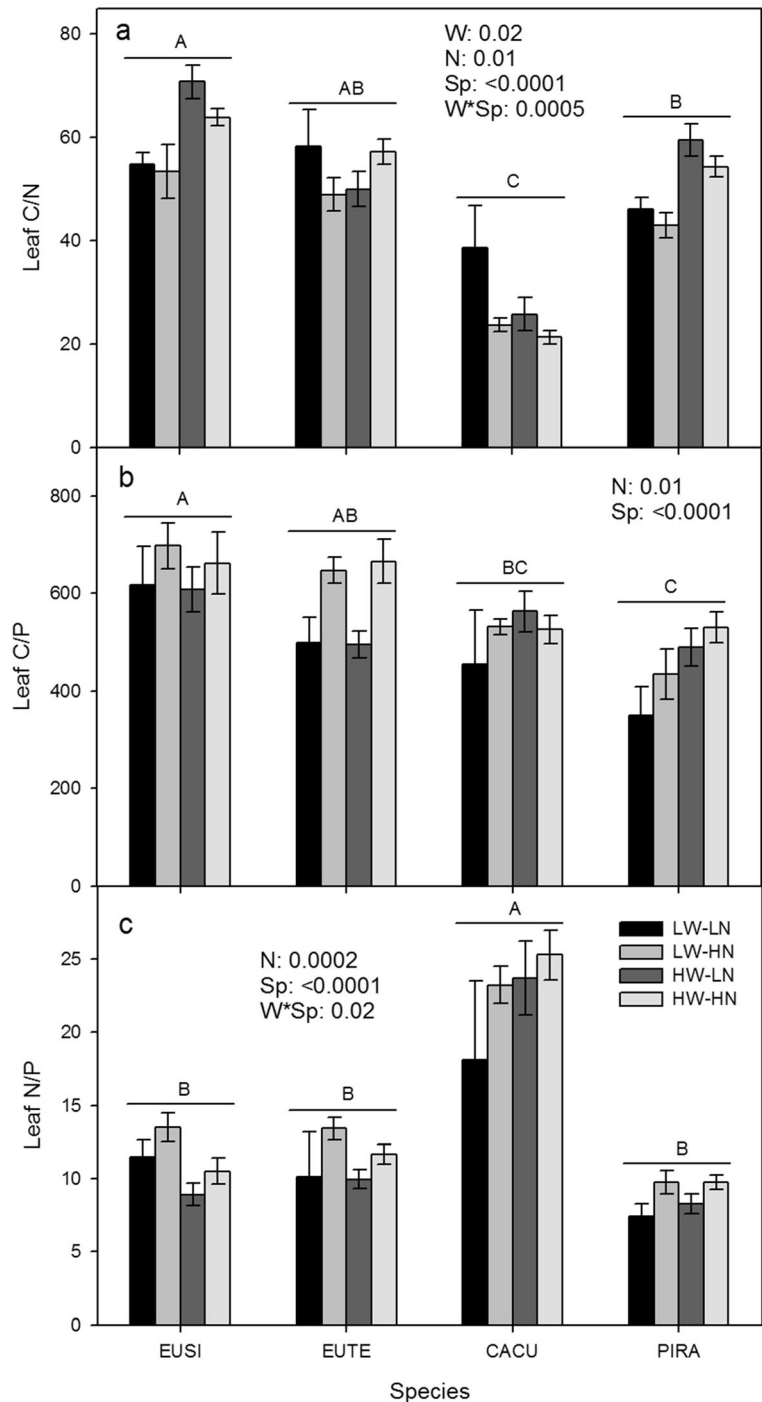 a
A
AB
C
B
W: 0.02
N: 0.01
Sp: <0.0001
W*Sp: 0.0005
80
60
40
20
0
Leaf C/N
b
A
AB
BC
C
N: 0.01
Sp: <0.0001
800
600
400
200
0
Leaf C/P
c
B
B
A
B
N: 0.0002
Sp: <0.0001
W*Sp: 0.02
LW-LN
LW-HN
HW-LN
HW-HN
25
20
15
10
5
0
Leaf N/P
EUSI EUTE CACU PIRA
Species